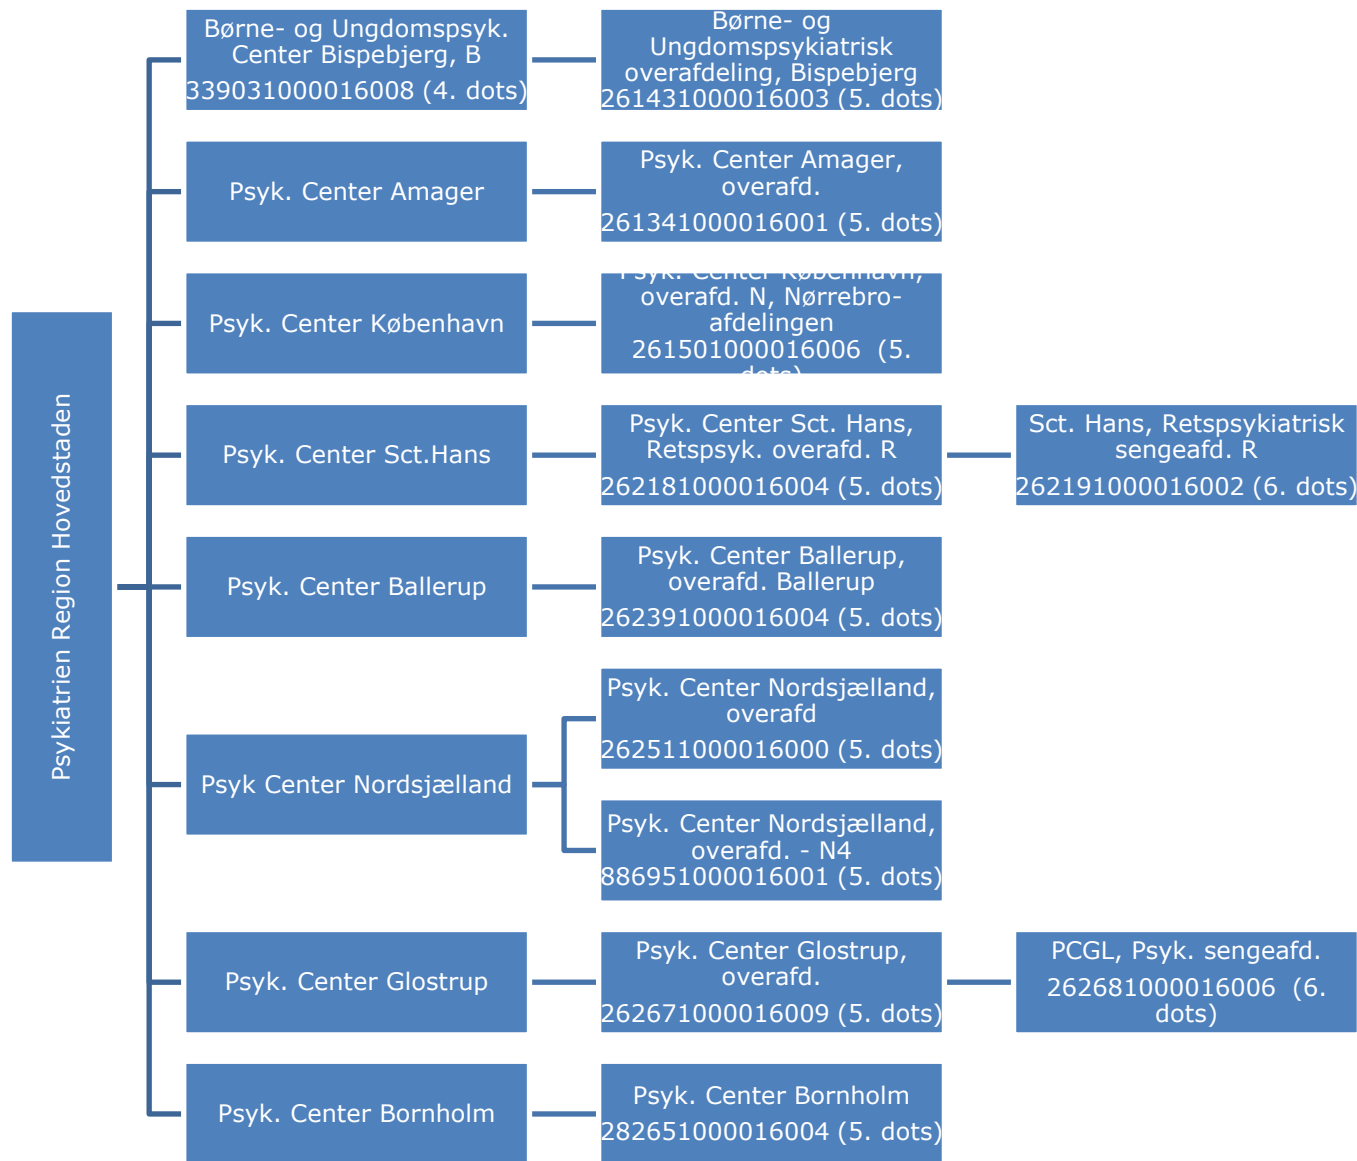 Psykiatrien Region Hovedstaden
Børne- og Ungdomspsyk.
Center Bispebjerg, B
339031000016008 (4. dots)
Børne- og
Ungdomspsykiatrisk
overafdeling, Bispebjerg
261431000016003 (5. dots)
Psyk. Center Amager
Psyk. Center Amager,
overafd.
261341000016001 (5. dots)
Psyk. Center København
Psyk. Center København,
overafd. N, Nørrebro-
afdelingen
261501000016006  (5.
dots)
Psyk. Center Sct.Hans
Psyk. Center Sct. Hans,
Retspsyk. overafd. R
262181000016004 (5. dots)
Sct. Hans, Retspsykiatrisk
sengeafd. R
262191000016002 (6. dots)
Psyk. Center Ballerup
Psyk. Center Ballerup,
overafd. Ballerup
262391000016004 (5. dots)
Psyk Center Nordsjælland
Psyk. Center Nordsjælland,
overafd
262511000016000 (5. dots)
Psyk. Center Nordsjælland,
overafd. - N4
886951000016001 (5. dots)
Psyk. Center Glostrup
Psyk. Center Glostrup,
overafd.
262671000016009 (5. dots)
PCGL, Psyk. sengeafd.
262681000016006  (6.
dots)
Psyk. Center Bornholm
Psyk. Center Bornholm
282651000016004 (5. dots)